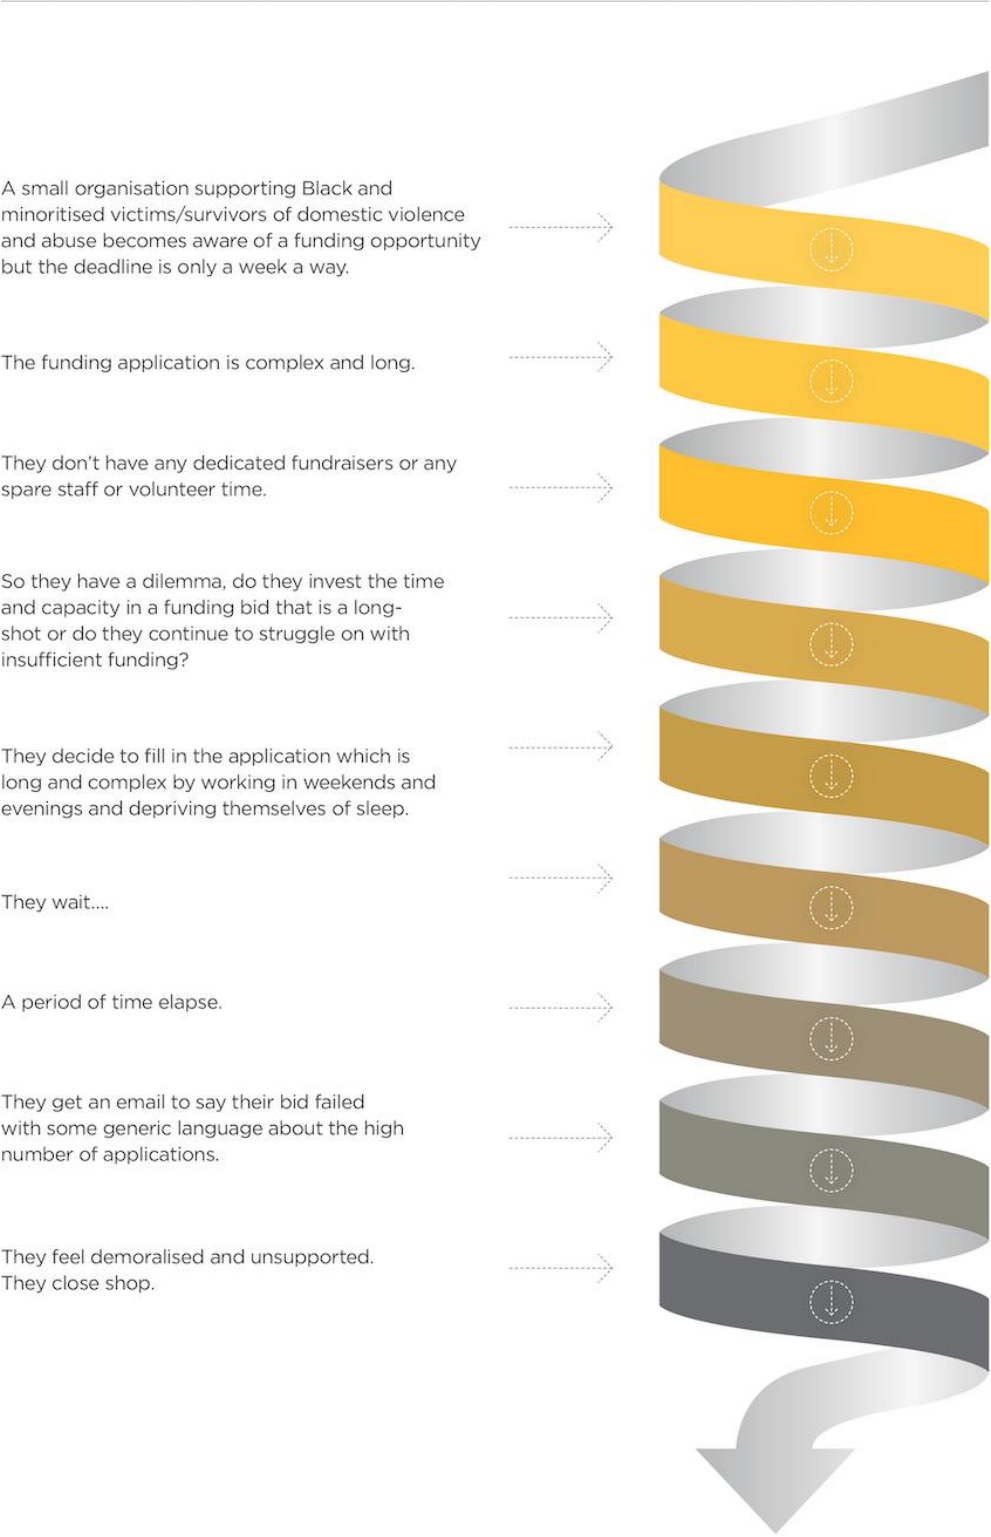 A small organisation supporting Black and
minoritised victims/survivors of domestic violence
and abuse becomes aware of a funding opportunity
but the deadline is only a week a way.
The funding application is complex and long.
They don’t have any dedicated fundraisers or any
spare staff or volunteer time.
So they have a dilemma, do they invest the time
and capacity in a funding bid that is a long-
shot or do they continue to struggle on with
insufficient funding?
They decide to fill in the application which is
long and complex by working in weekends and
evenings and depriving themselves of sleep.
They wait....
A period of time elapse.
They get an email to say their bid failed
with some generic language about the high
number of applications.
They feel demoralised and unsupported.
They close shop.